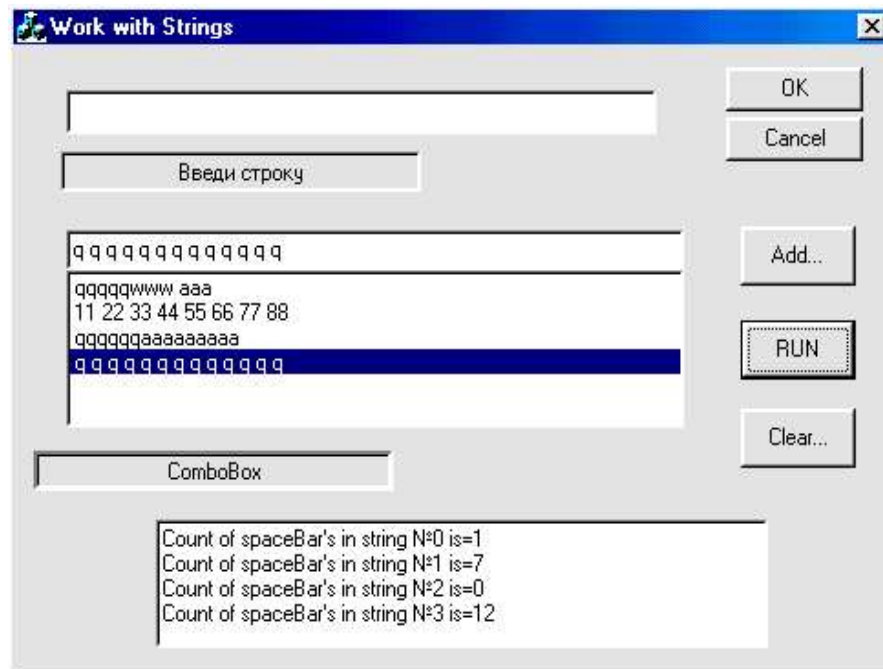 Work with Strings
OK
Cancel
Введи строку
q q q q q q q q q q q q q
Add...
qqqqqwww aaa
11 22 33 44 55 66 77 88
qqqqqqaaaaaaaaa
q q q q q q q q q q q q q
RUN
Clear...
ComboBox
Count of spaceBar's in string №0 is=1
Count of spaceBar's in string №1 is=7
Count of spaceBar's in string №2 is=0
Count of spaceBar's in string №3 is=12